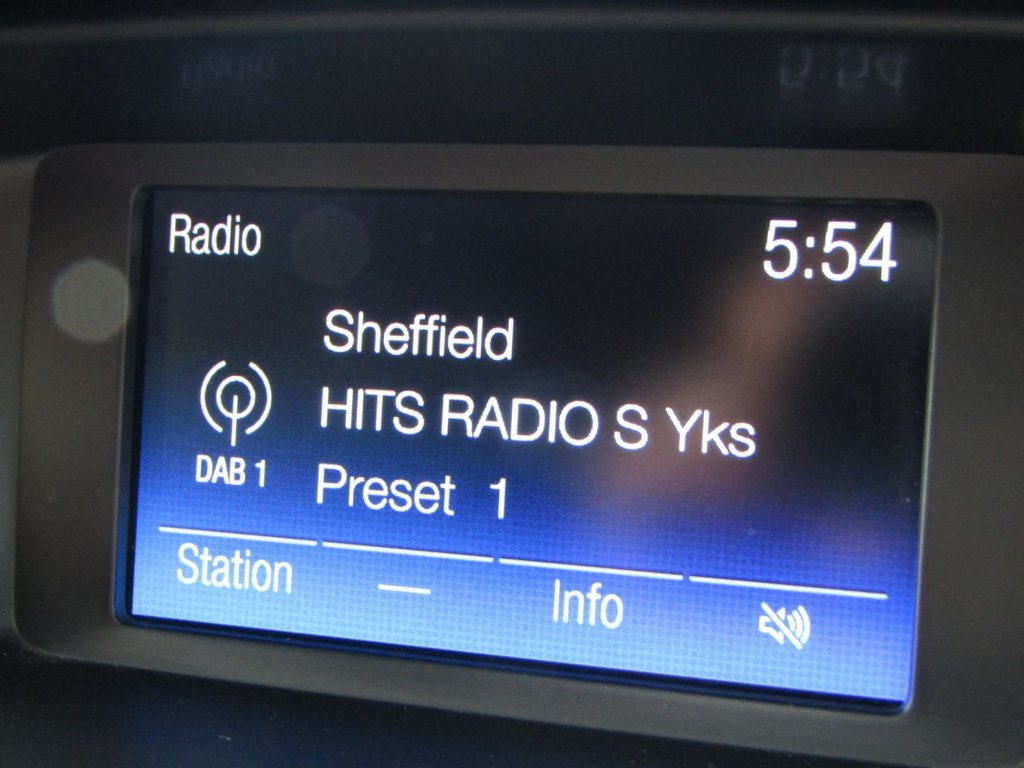 Radio 5:54
Sheffield
HITS RADIO S Yks
DAB 1
Preset 1
Station — Info